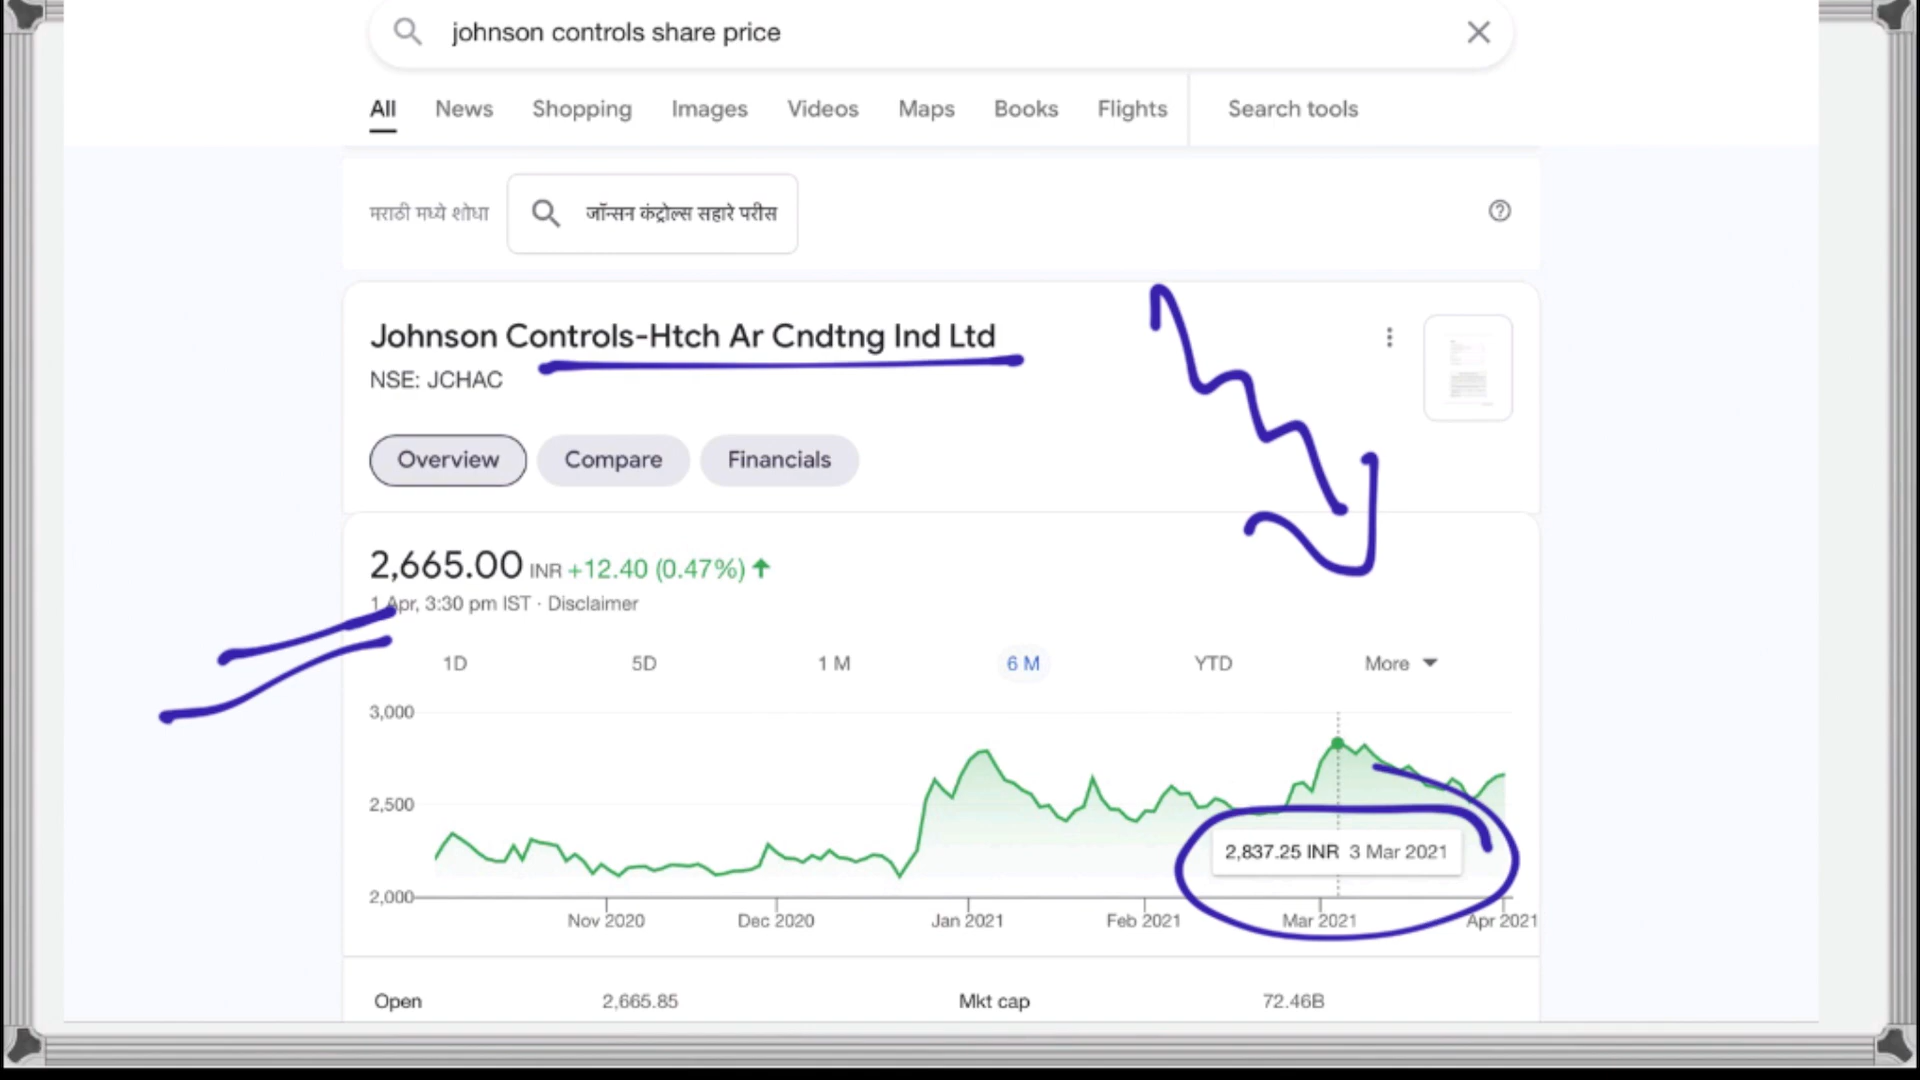 johnson controls share price
All News Shopping Images Videos Maps Books Flights Search tools
मराठी मध्ये शोधा जॉन्सन कंट्रोल्स सहारे परीस
Johnson Controls-Htch Ar Cndtng Ind Ltd
NSE: JCHAC
Overview Compare Financials
2,665.00 INR +12.40 (0.47%)
1 Apr, 3:30 pm IST · Disclaimer
1D 5D 1 M 6 M YTD More
3,000
2,500
2,837.25 INR 3 Mar 2021
2,000
Nov 2020 Dec 2020 Jan 2021 Feb 2021 Mar 2021 Apr 2021
Open 2,665.85 Mkt cap 72.46B